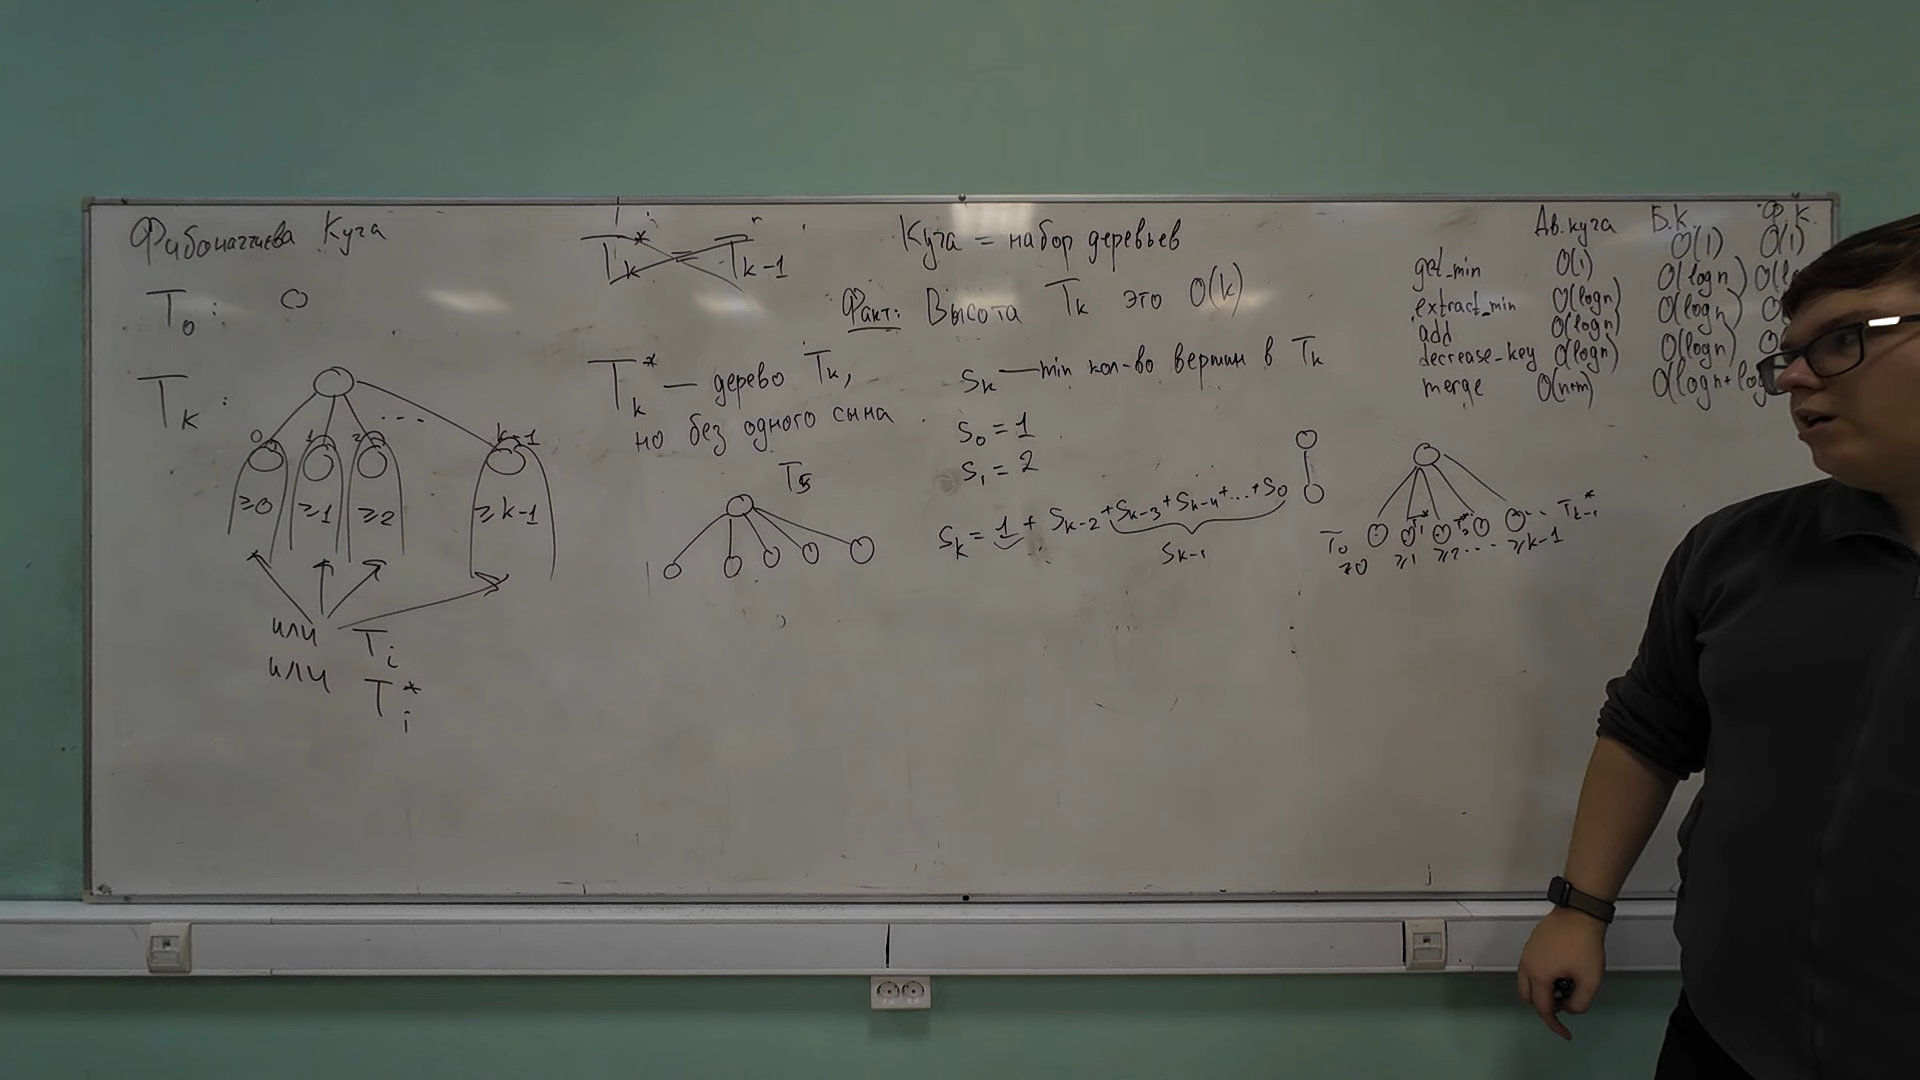 Фибоначчиева Куча
T₀ : O
Tₖ :
0 1 2 ... k-1
≥0 ≥1 ≥2 ≥k-1
или Tᵢ
или Tᵢ*
Tₖ* = Tₖ₋₁
Tₖ* — дерево Tₖ,
но без одного сына
T₅
Куча = набор деревьев
Факт: Высота Tₖ это O(k)
Sₖ — min кол-во вершин в Tₖ
S₀ = 1
S₁ = 2
Sₖ = 1 + Sₖ₋₂ + Sₖ₋₃ + Sₖ₋₄ + ... + S₀
Sₖ₋₁
Дв. куча Б.К. Ф.К.
get_min O(1) O(1) O(1)
extract_min O(log n) O(log n)
add O(log n) O(log n)
decrease-key O(log n) O(log n)
merge O(n+m) O(log n + log
T₀ T₁* T₂* ... Tₖ₋₁*
≥0 ≥1 ≥2 ... ≥k-1